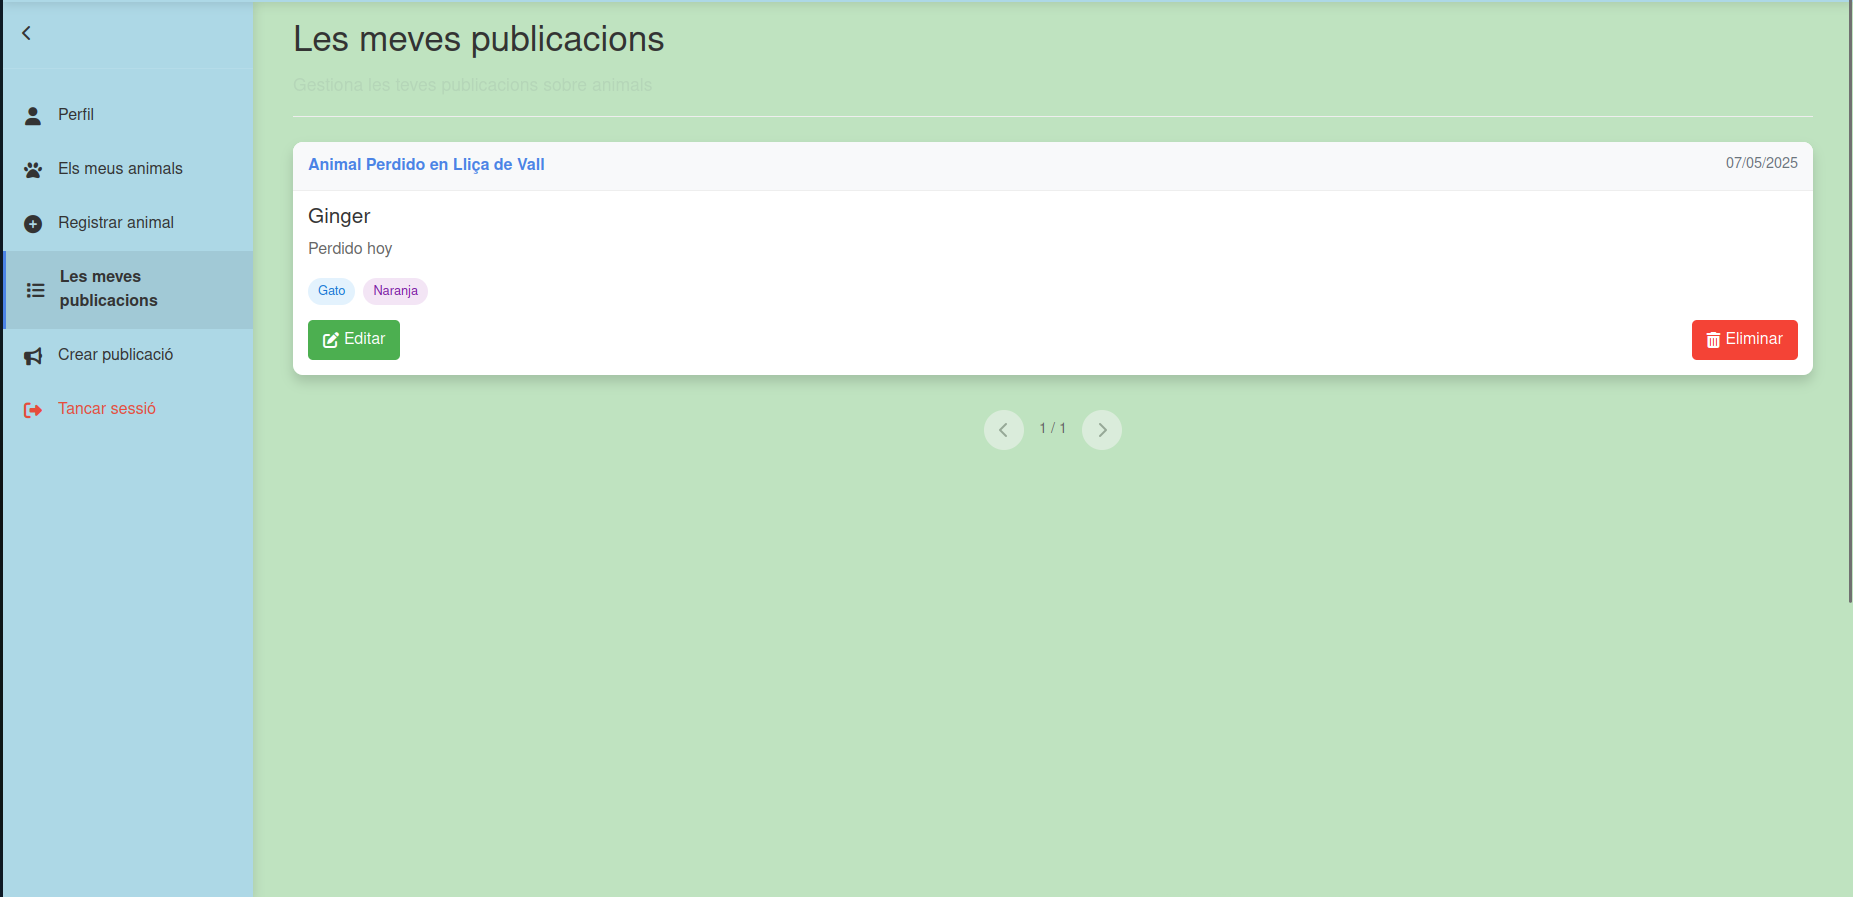 Perfil
Els meus animals
Registrar animal
Les meves
publicacions
Crear publicació
Tancar sessió
Les meves publicacions
Gestiona les teves publicacions sobre animals
Animal Perdido en Lliça de Vall
07/05/2025
Ginger
Perdido hoy
Gato Naranja
Editar
Eliminar
1 / 1